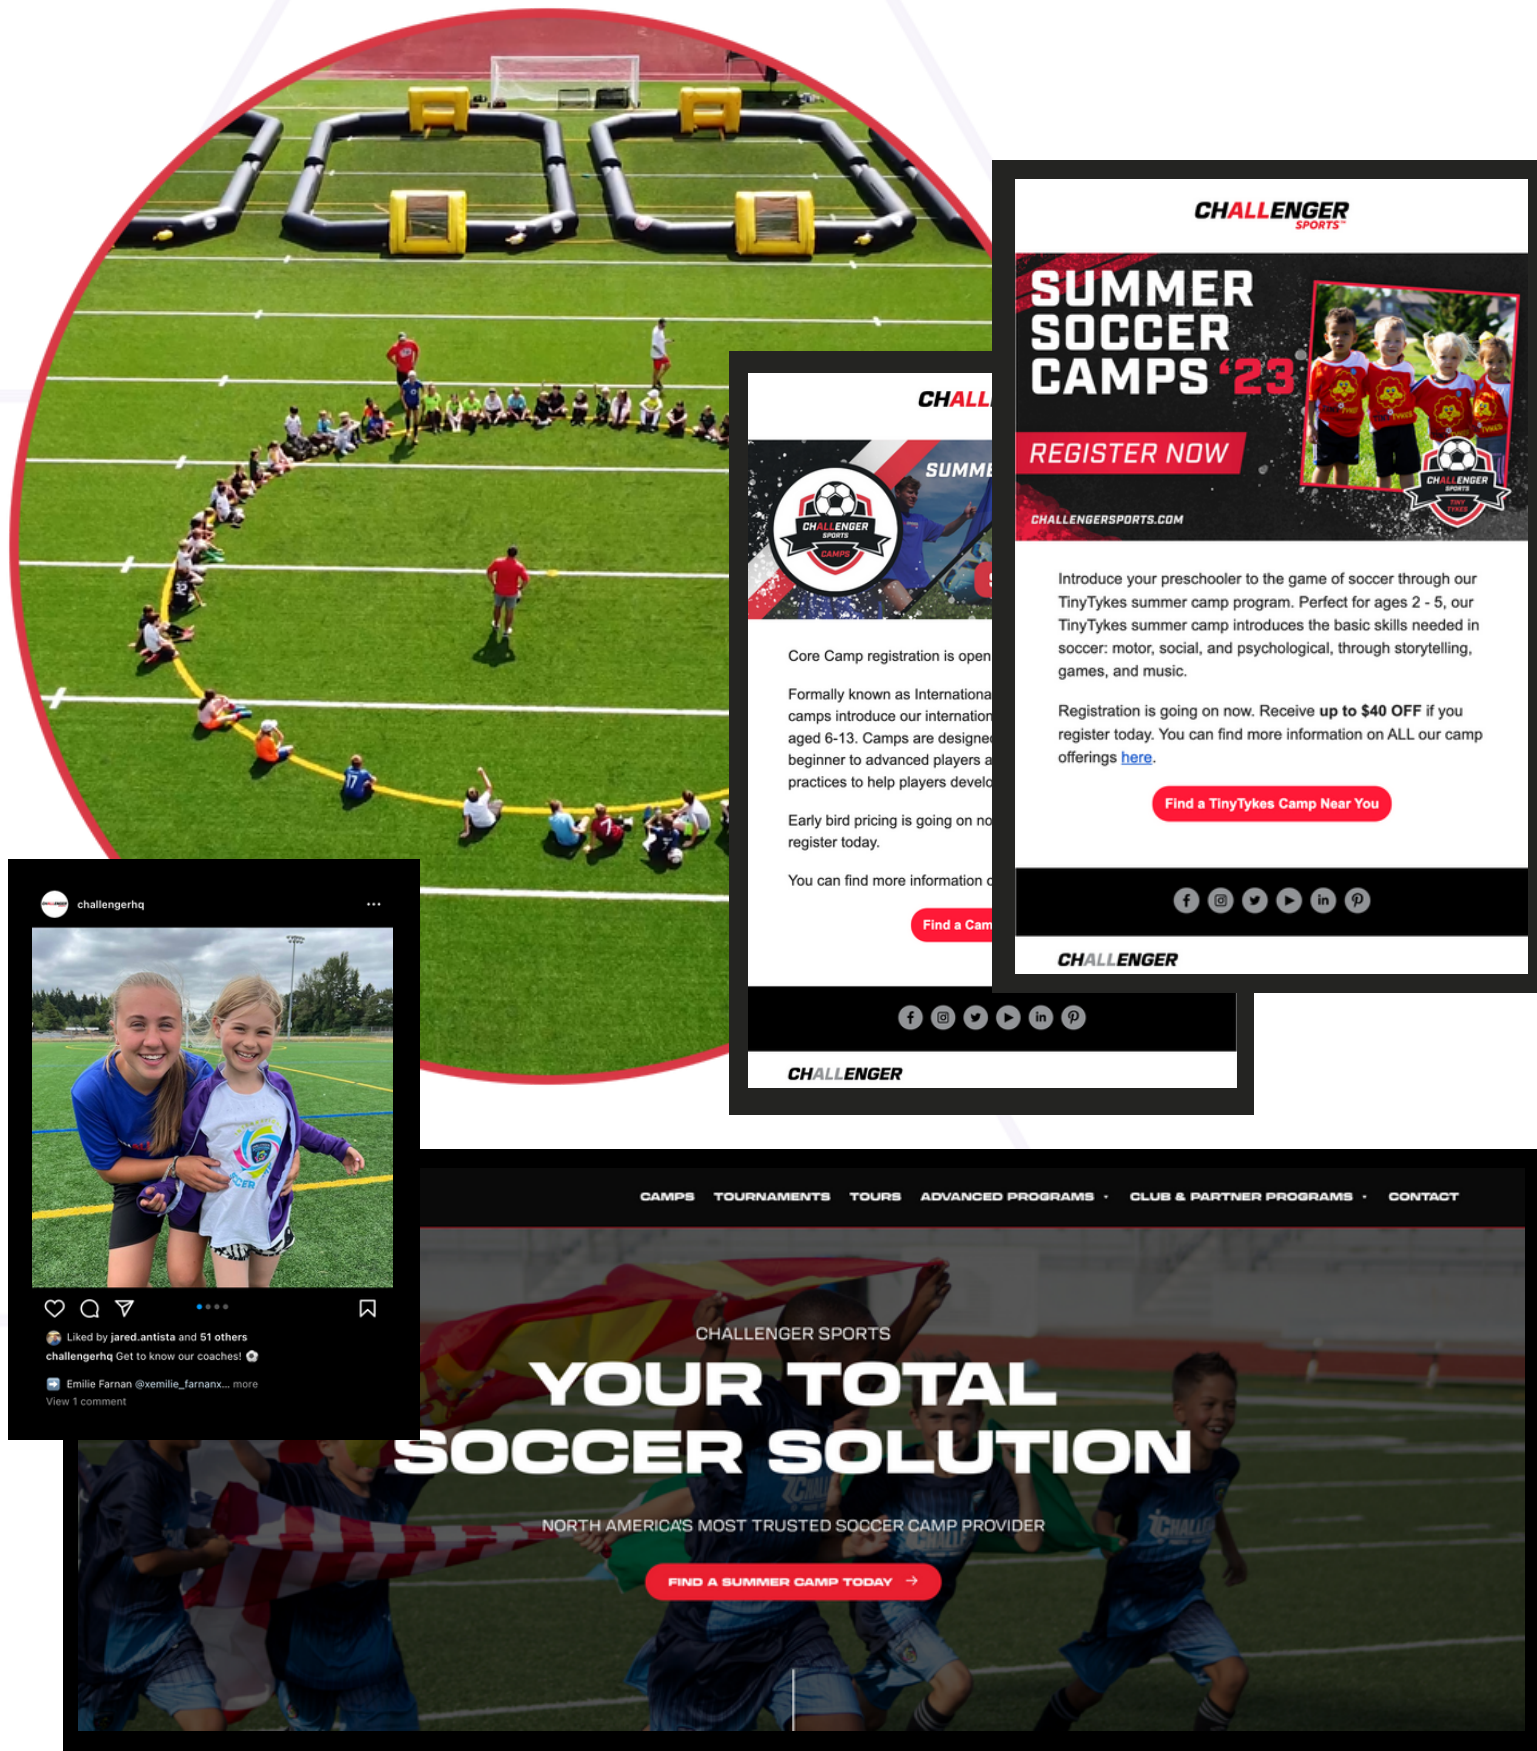 CHALLENGER
SPORTS™
SUMMER
SOCCER
CAMPS '23
REGISTER NOW
CHALLENGERSPORTS.COM
CHALLENGER
SPORTS
TINY
TYKES
Introduce your preschooler to the game of soccer through our
TinyTykes summer camp program. Perfect for ages 2 - 5, our
TinyTykes summer camp introduces the basic skills needed in
soccer: motor, social, and psychological, through storytelling,
games, and music.
Registration is going on now. Receive up to $40 OFF if you
register today. You can find more information on ALL our camp
offerings here.
Find a TinyTykes Camp Near You
CHALLENGER
CHALL
SUMME
CHALLENGER
SPORTS
CAMPS
Core Camp registration is open
Formally known as Internationa
camps introduce our internation
aged 6-13. Camps are designed
beginner to advanced players a
practices to help players develo
Early bird pricing is going on no
register today.
You can find more information o
Find a Cam
CHALLENGER
challengerhq
Liked by jared.antista and 51 others
challengerhq Get to know our coaches!
Emilie Farnan @xemilie_farnanx... more
View 1 comment
CAMPS TOURNAMENTS TOURS ADVANCED PROGRAMS CLUB & PARTNER PROGRAMS CONTACT
CHALLENGER SPORTS
YOUR TOTAL
SOCCER SOLUTION
NORTH AMERICA'S MOST TRUSTED SOCCER CAMP PROVIDER
FIND A SUMMER CAMP TODAY →
17